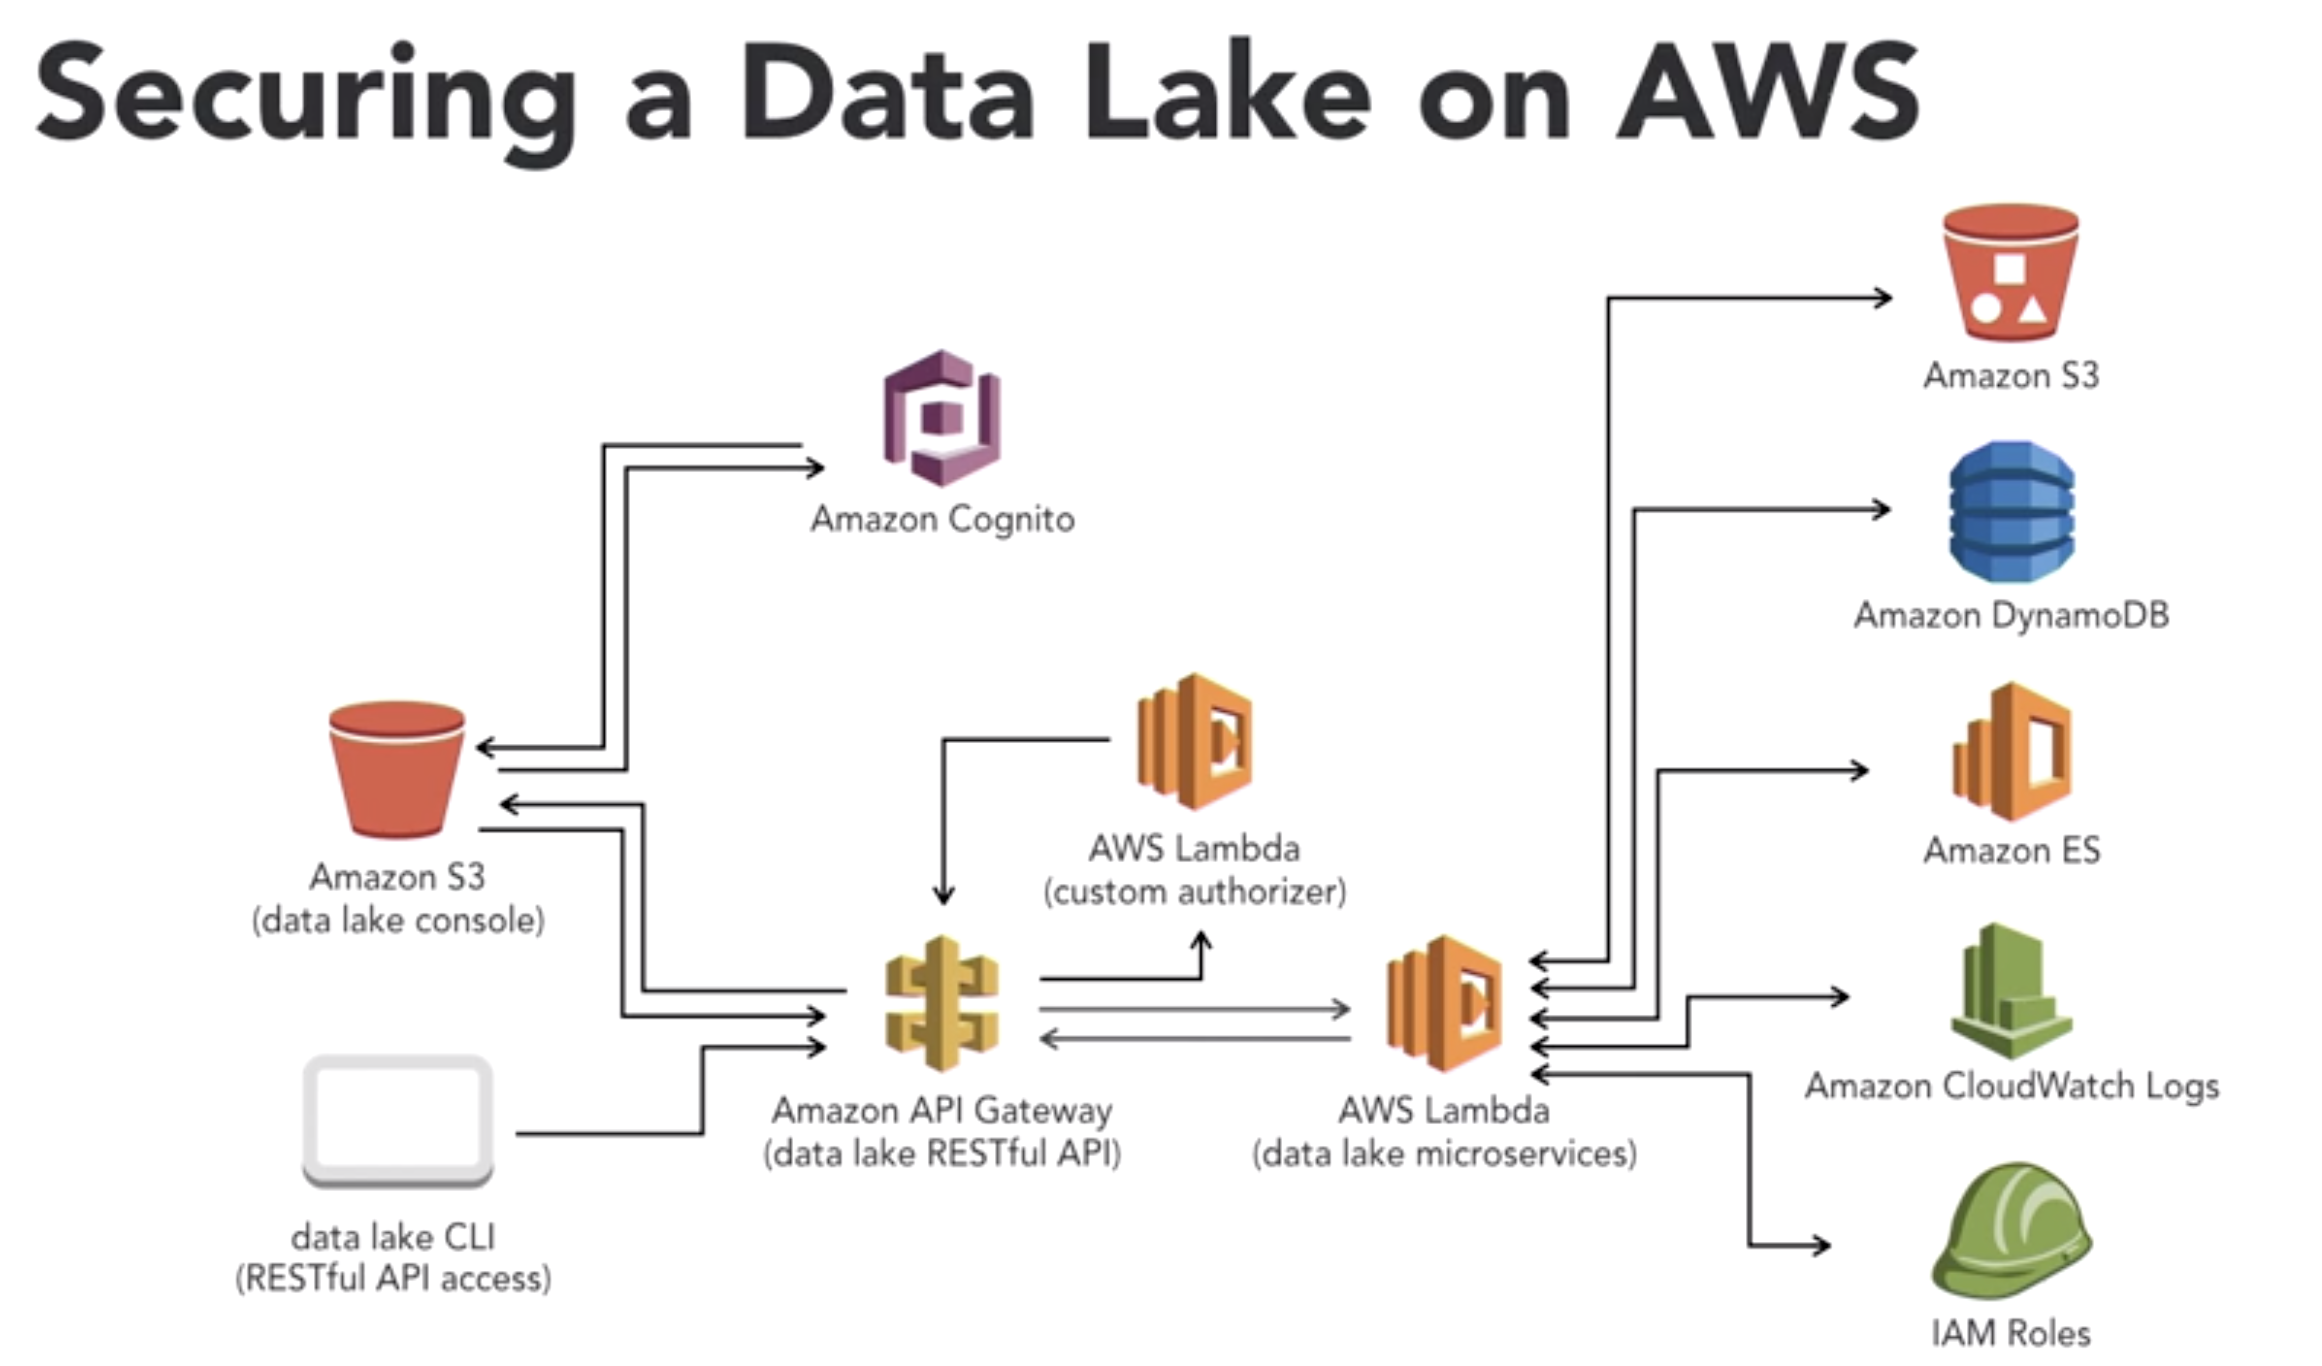 Securing a Data Lake on AWS
Amazon S3
Amazon Cognito
Amazon DynamoDB
AWS Lambda
(custom authorizer)
Amazon ES
Amazon S3
(data lake console)
Amazon API Gateway
(data lake RESTful API)
AWS Lambda
(data lake microservices)
Amazon CloudWatch Logs
data lake CLI
(RESTful API access)
IAM Roles